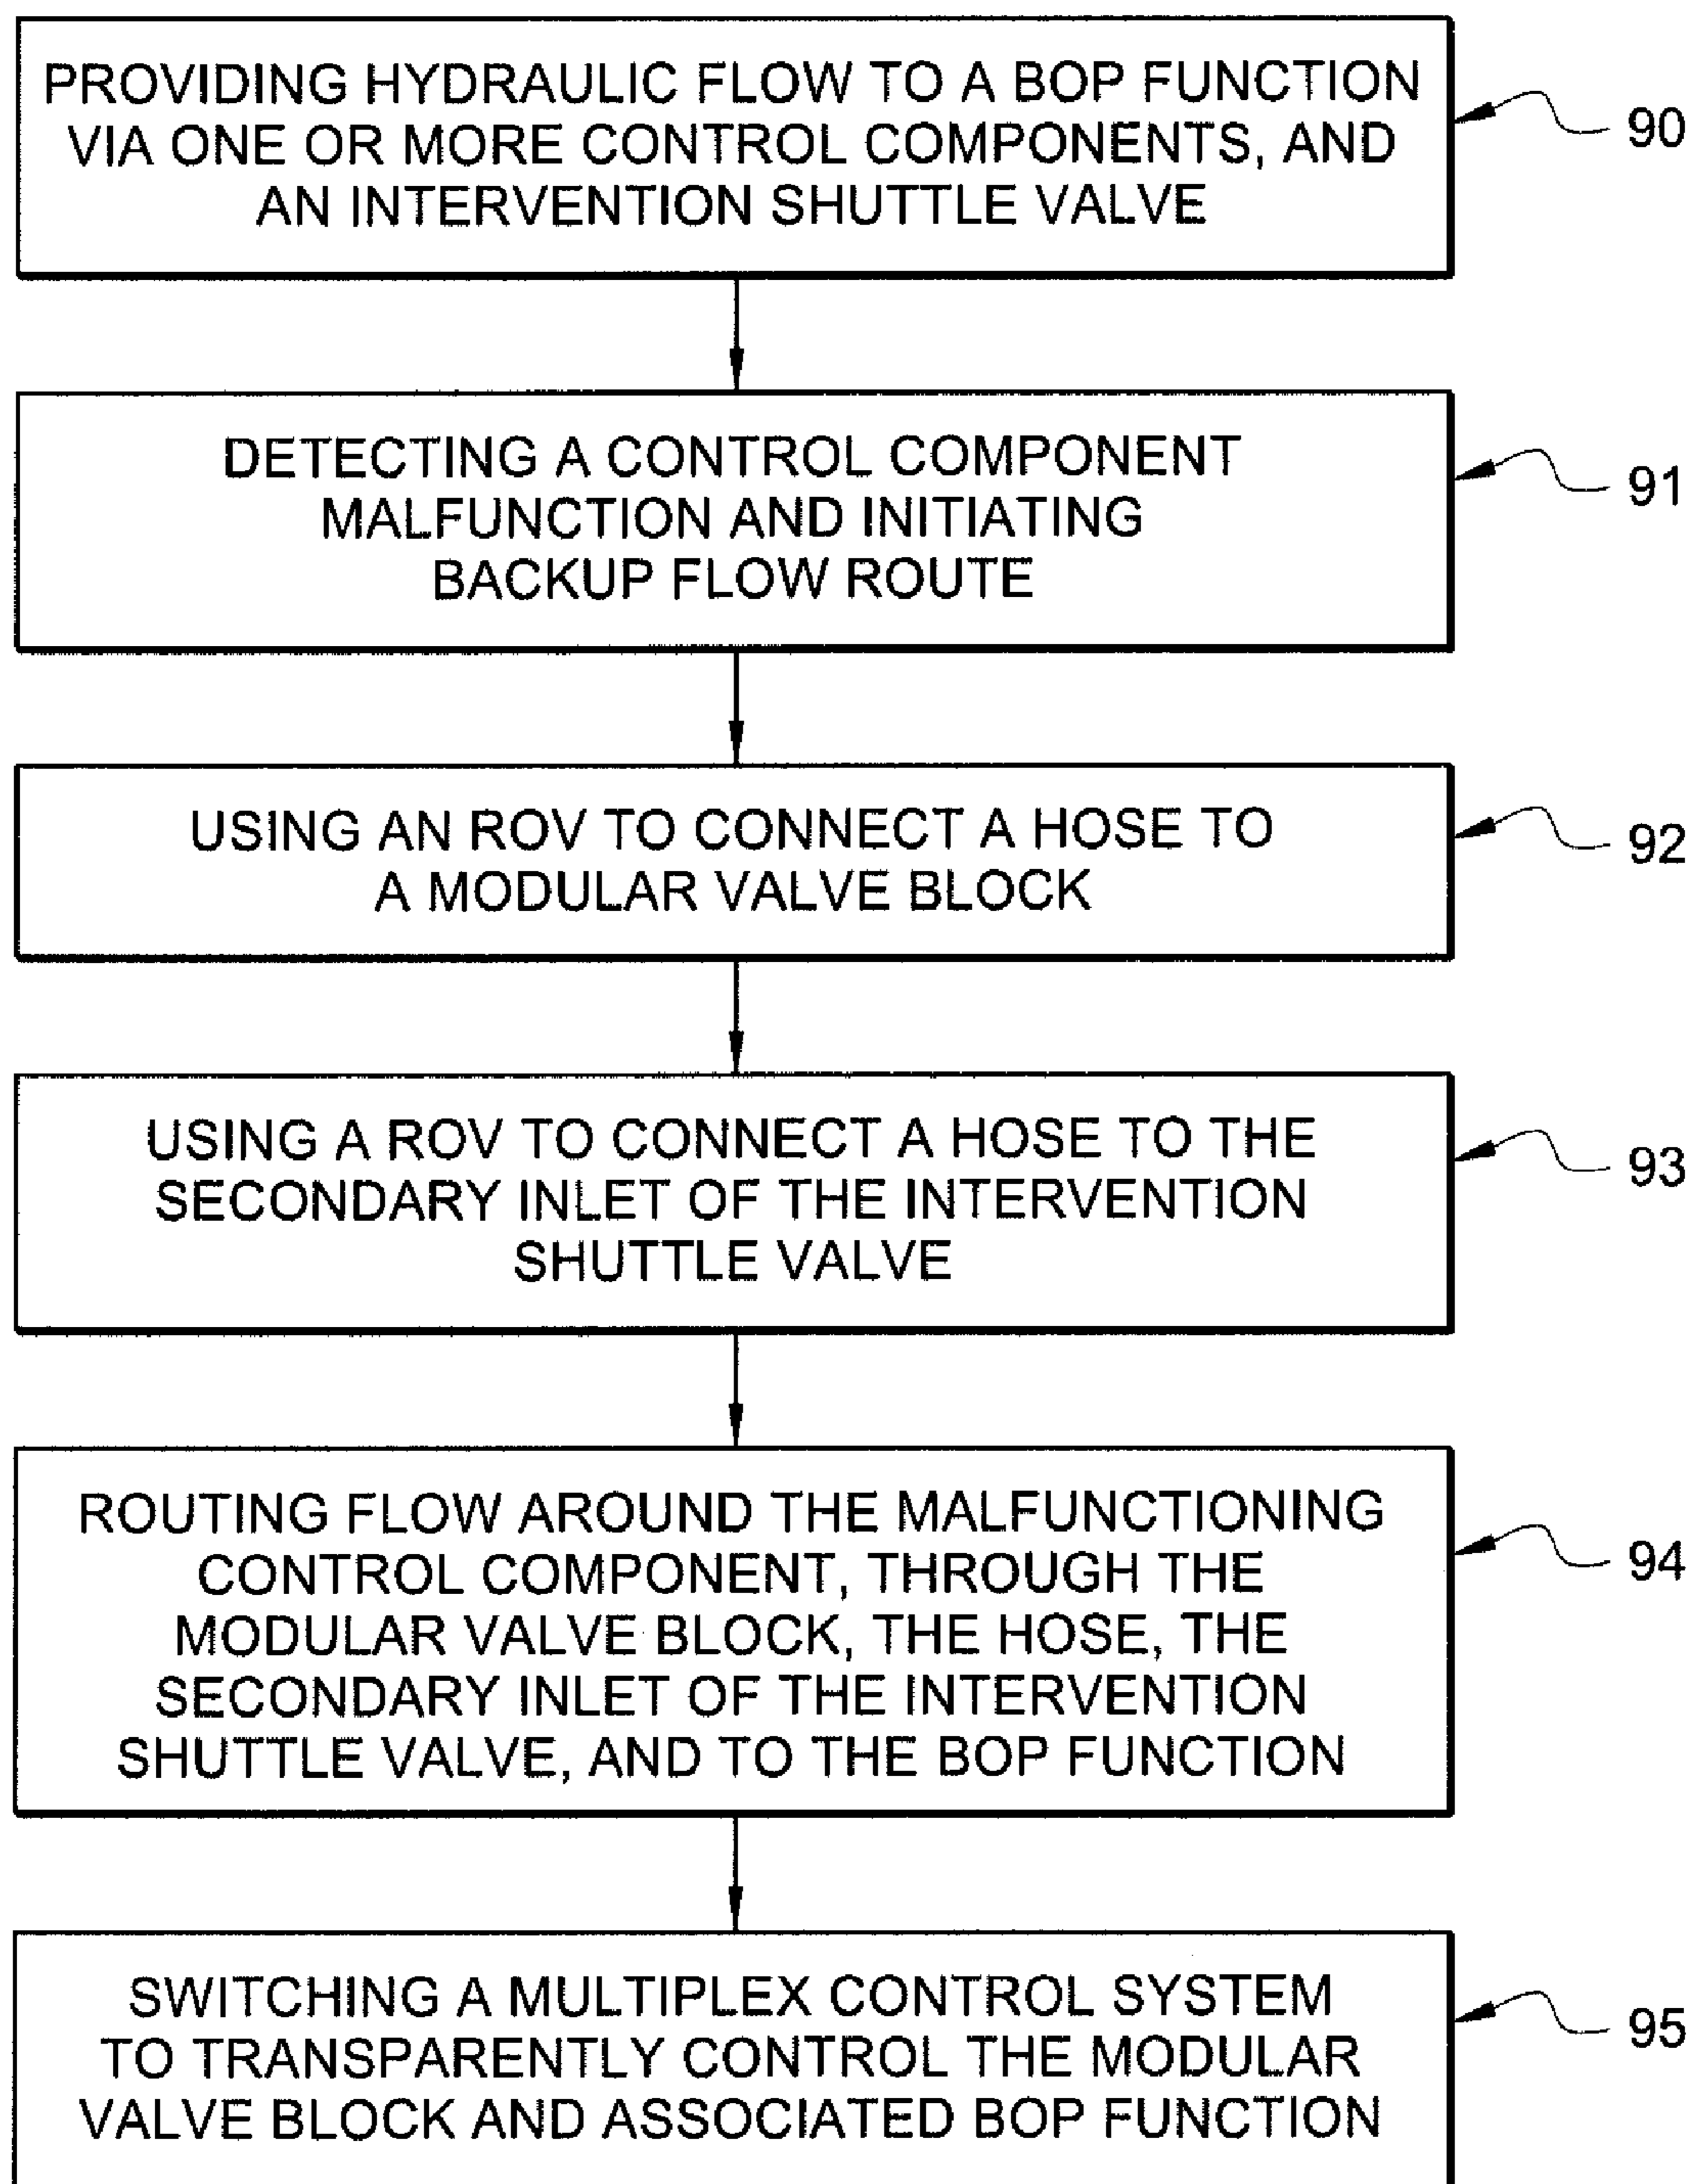 PROVIDING HYDRAULIC FLOW TO A BOP FUNCTION
VIA ONE OR MORE CONTROL COMPONENTS, AND
AN INTERVENTION SHUTTLE VALVE
90
DETECTING A CONTROL COMPONENT
MALFUNCTION AND INITIATING
BACKUP FLOW ROUTE
91
USING AN ROV TO CONNECT A HOSE TO
A MODULAR VALVE BLOCK
92
USING A ROV TO CONNECT A HOSE TO THE
SECONDARY INLET OF THE INTERVENTION
SHUTTLE VALVE
93
ROUTING FLOW AROUND THE MALFUNCTIONING
CONTROL COMPONENT, THROUGH THE
MODULAR VALVE BLOCK, THE HOSE, THE
SECONDARY INLET OF THE INTERVENTION
SHUTTLE VALVE, AND TO THE BOP FUNCTION
94
SWITCHING A MULTIPLEX CONTROL SYSTEM
TO TRANSPARENTLY CONTROL THE MODULAR
VALVE BLOCK AND ASSOCIATED BOP FUNCTION
95